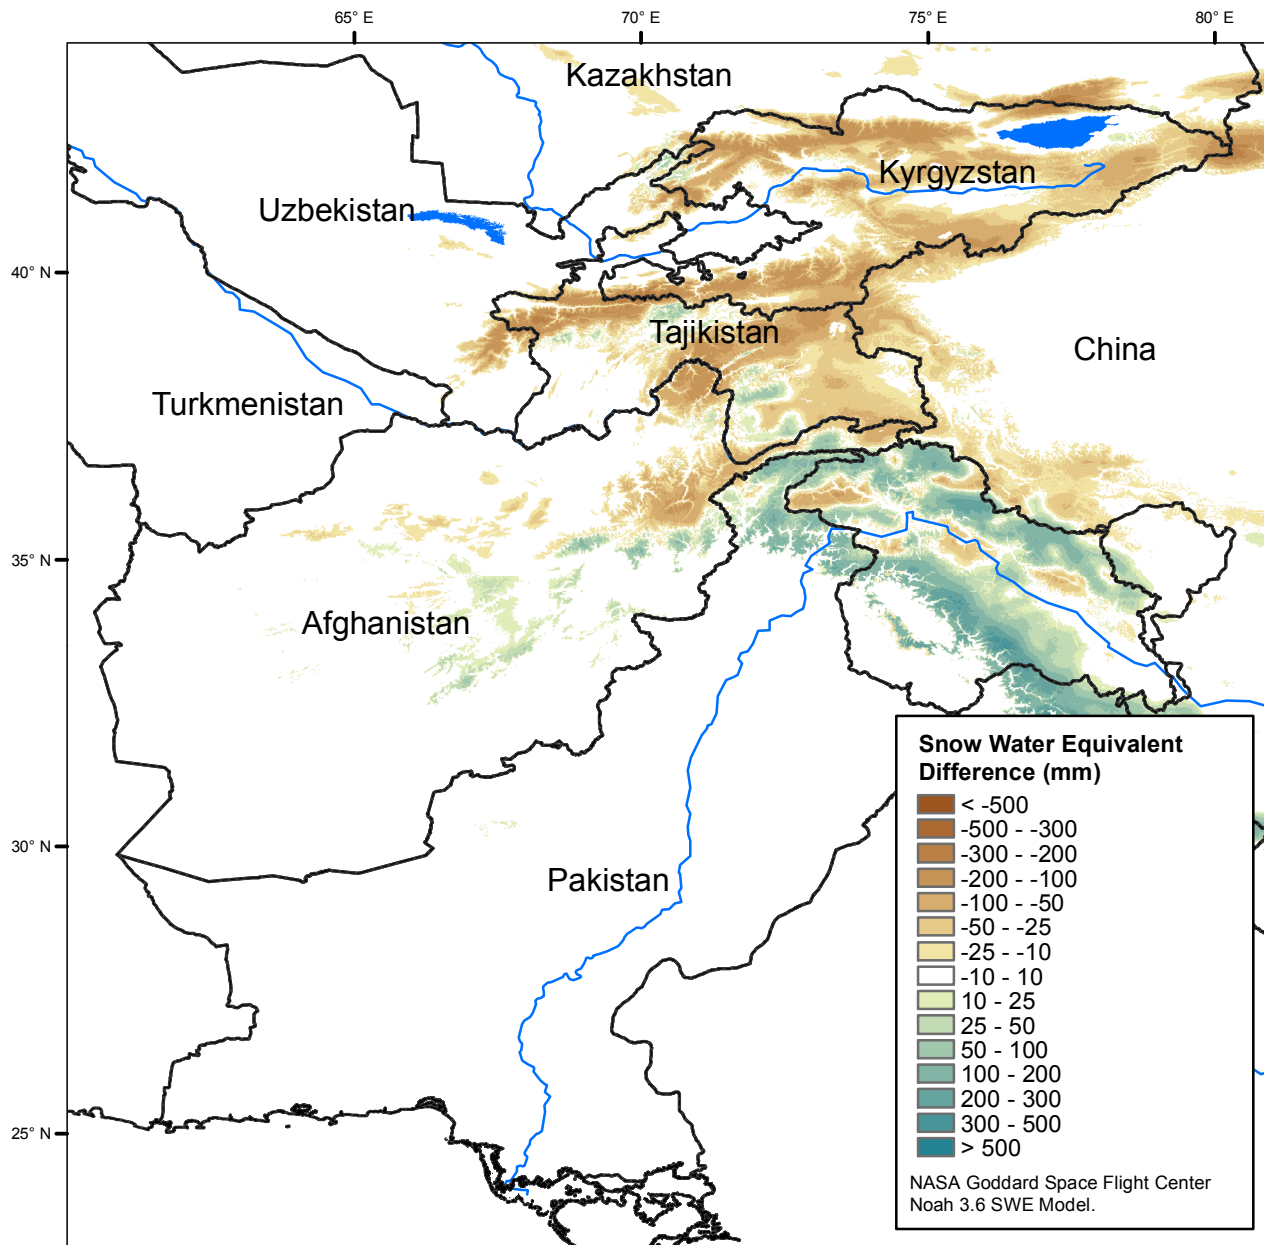 65° E
70° E
75° E
80° E
Kazakhstan
Kyrgyzstan
Uzbekistan
40° N
Tajikistan
China
Turkmenistan
35° N
Afghanistan
30° N
Pakistan
25° N
Snow Water Equivalent
Difference (mm)
< -500
-500 - -300
-300 - -200
-200 - -100
-100 - -50
-50 - -25
-25 - -10
-10 - 10
10 - 25
25 - 50
50 - 100
100 - 200
200 - 300
300 - 500
> 500
NASA Goddard Space Flight Center
Noah 3.6 SWE Model.